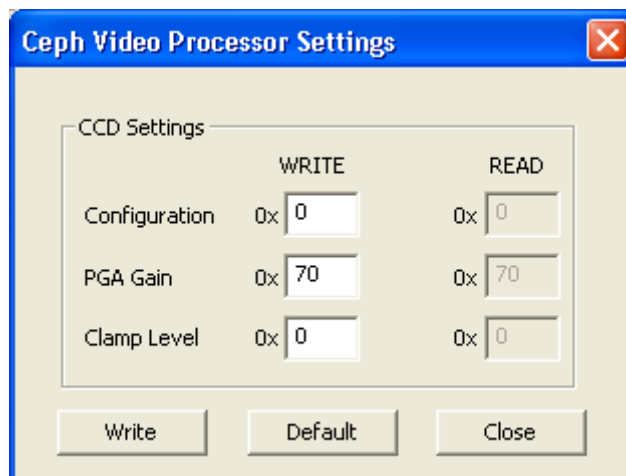 Ceph Video Processor Settings
CCD Settings
WRITE READ
Configuration 0x 0 0x 0
PGA Gain 0x 70 0x 70
Clamp Level 0x 0 0x 0
Write Default Close